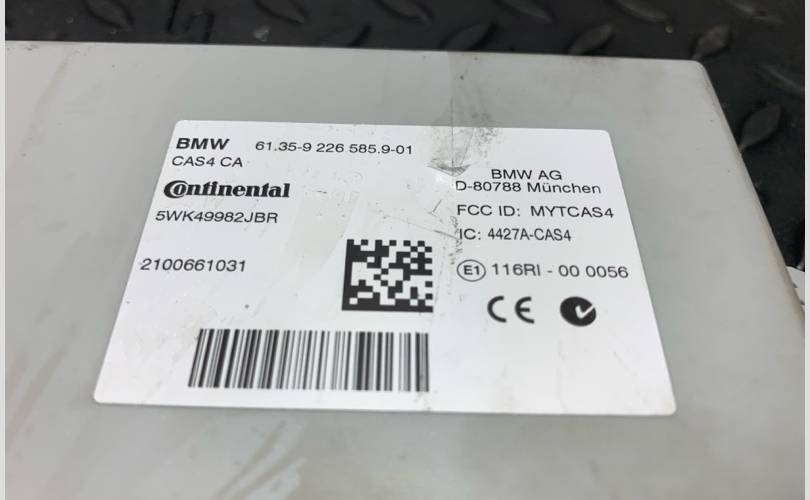 BMW 61.35-9 226 585.9-01
CAS4 CA
Continental
5WK49982JBR
2100661031
BMW AG
D-80788 München
FCC ID: MYTCAS4
IC: 4427A-CAS4
E1 116RI - 00 0056
CE